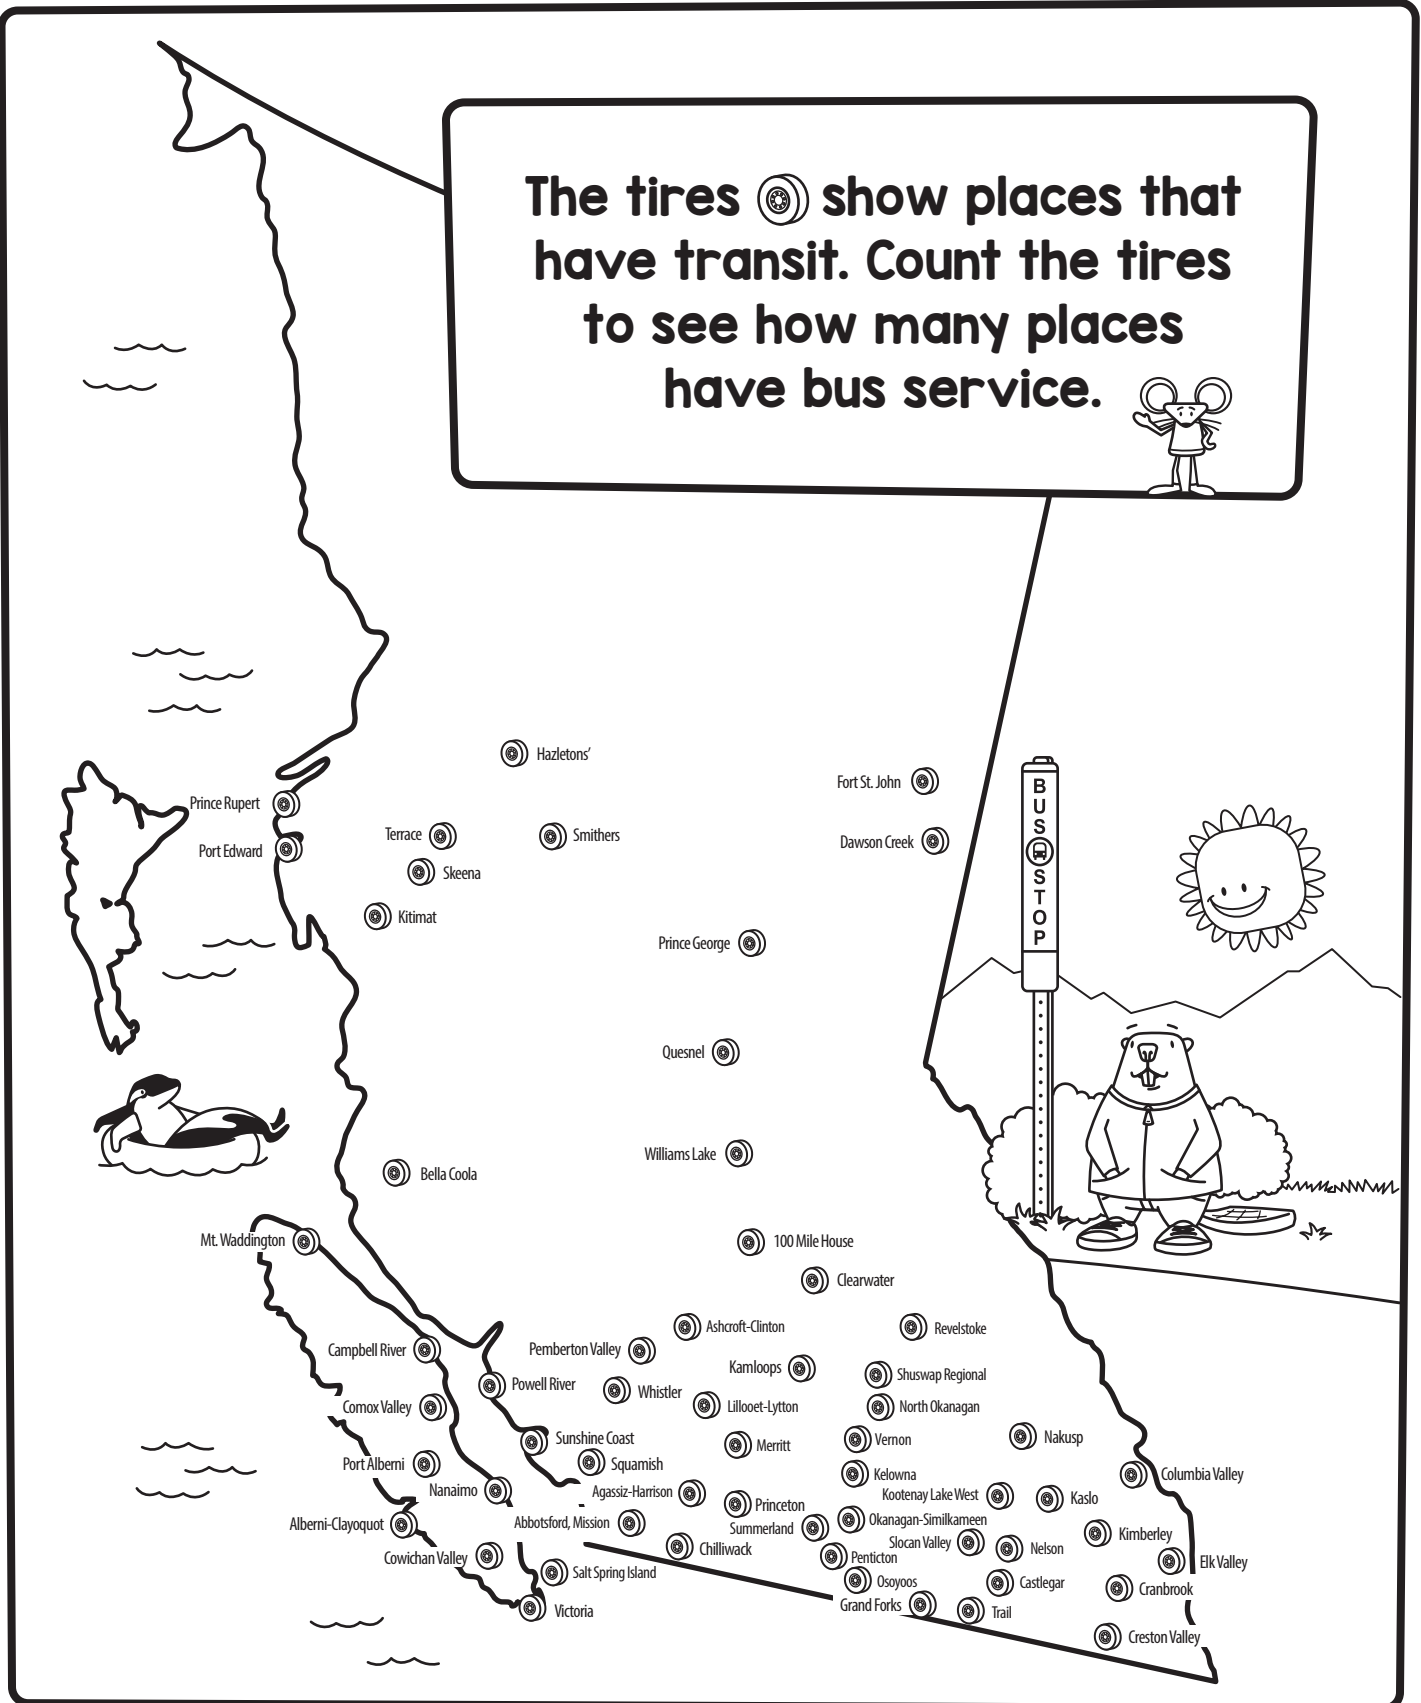 The tires show places that
have transit. Count the tires
to see how many places
have bus service.
Hazletons’
Fort St. John
BUS STOP
Prince Rupert
Terrace
Smithers
Dawson Creek
Port Edward
Skeena
Kitimat
Prince George
Quesnel
Williams Lake
Bella Coola
Mt. Waddington
100 Mile House
Clearwater
Ashcroft-Clinton
Revelstoke
Campbell River
Pemberton Valley
Kamloops
Shuswap Regional
Powell River
Whistler
Lillooet-Lytton
North Okanagan
Comox Valley
Sunshine Coast
Merritt
Vernon
Nakusp
Port Alberni
Squamish
Kelowna
Columbia Valley
Nanaimo
Agassiz-Harrison
Princeton
Kootenay Lake West
Kaslo
Alberni-Clayoquot
Abbotsford, Mission
Summerland
Okanagan-Similkameen
Kimberley
Chilliwack
Slocan Valley
Nelson
Cowichan Valley
Penticton
Elk Valley
Salt Spring Island
Osoyoos
Castlegar
Cranbrook
Victoria
Grand Forks
Trail
Creston Valley